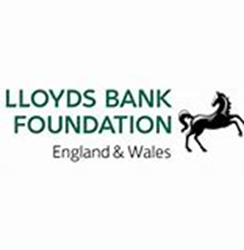 LLOYDS BANK
FOUNDATION
England & Wales